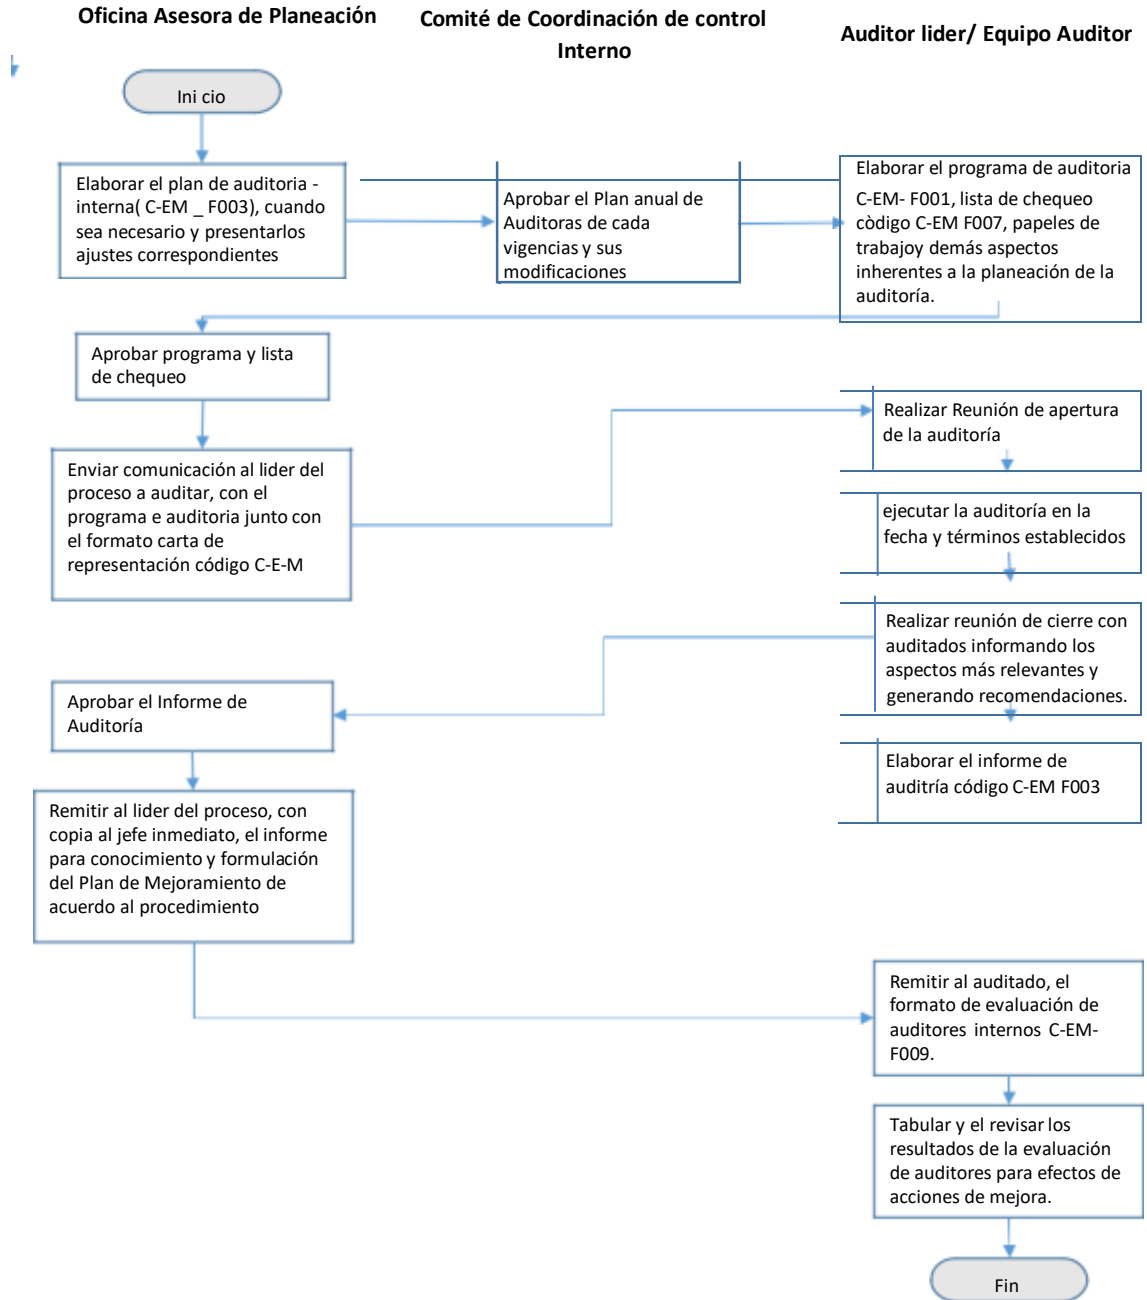 Oficina Asesora de Planeación
Comité de Coordinación de control
Interno
Auditor lider/ Equipo Auditor
Ini cio
Elaborar el plan de auditoria -
interna( C-EM _ F003), cuando
sea necesario y presentarlos
ajustes correspondientes
Aprobar el Plan anual de
Auditoras de cada
vigencias y sus
modificaciones
Elaborar el programa de auditoria
C-EM- F001, lista de chequeo
còdigo C-EM F007, papeles de
trabajoy demás aspectos
inherentes a la planeación de la
auditoría.
Aprobar programa y lista
de chequeo
Enviar comunicación al lider del
proceso a auditar, con el
programa e auditoria junto con
el formato carta de
representación código C-E-M
Realizar Reunión de apertura
de la auditoría
ejecutar la auditoría en la
fecha y términos establecidos
Realizar reunión de cierre con
auditados informando los
aspectos más relevantes y
generando recomendaciones.
Elaborar el informe de
auditría código C-EM F003
Aprobar el Informe de
Auditoría
Remitir al lider del proceso, con
copia al jefe inmediato, el informe
para conocimiento y formulación
del Plan de Mejoramiento de
acuerdo al procedimiento
Remitir al auditado, el
formato de evaluación de
auditores internos C-EM-
F009.
Tabular y el revisar los
resultados de la evaluación
de auditores para efectos de
acciones de mejora.
Fin